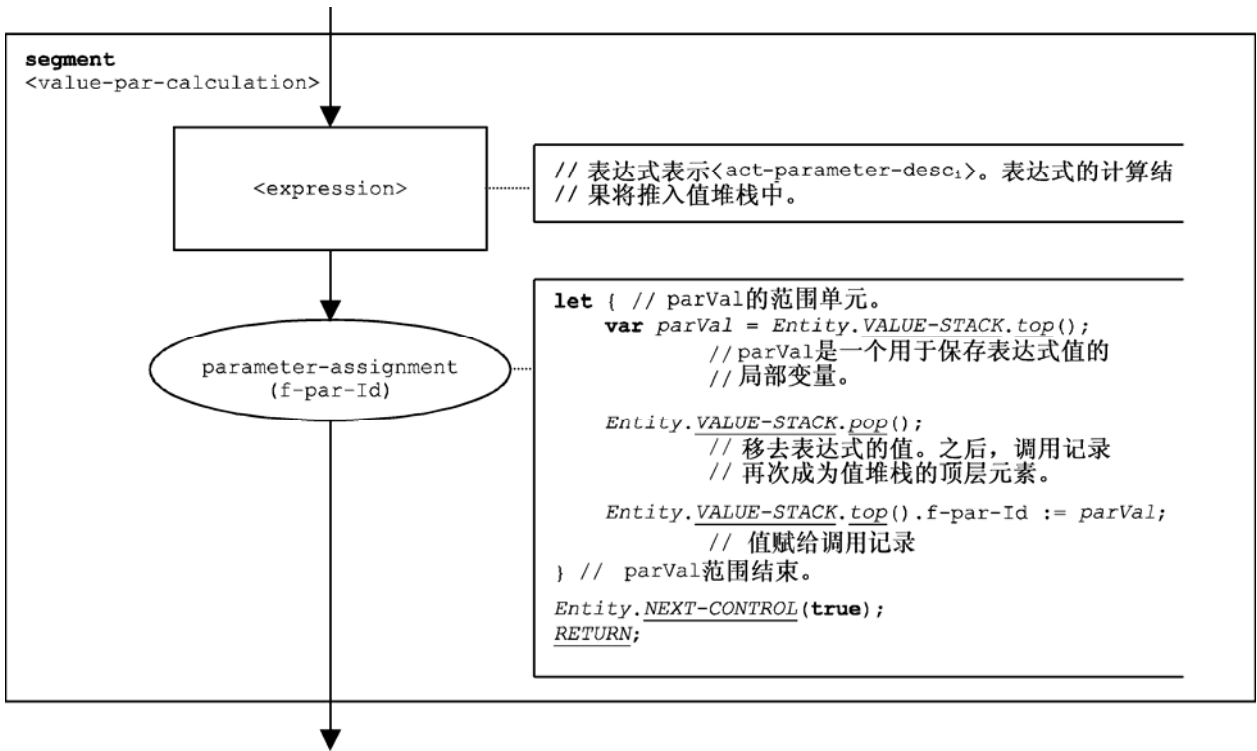 segment
<value-par-calculation>
<expression>
// 表达式表示<act-parameter-descᵢ>。表达式的计算结
// 果将推入值堆栈中。
parameter-assignment
(f-par-Id)
let { // parVal的范围单元。
var parVal = Entity.VALUE-STACK.top();
//parVal是一个用于保存表达式值的
//局部变量。
Entity.VALUE-STACK.pop();
// 移去表达式的值。之后，调用记录
// 再次成为值堆栈的顶层元素。
Entity.VALUE-STACK.top().f-par-Id := parVal;
// 值赋给调用记录
} // parVal范围结束。
Entity.NEXT-CONTROL(true);
RETURN;